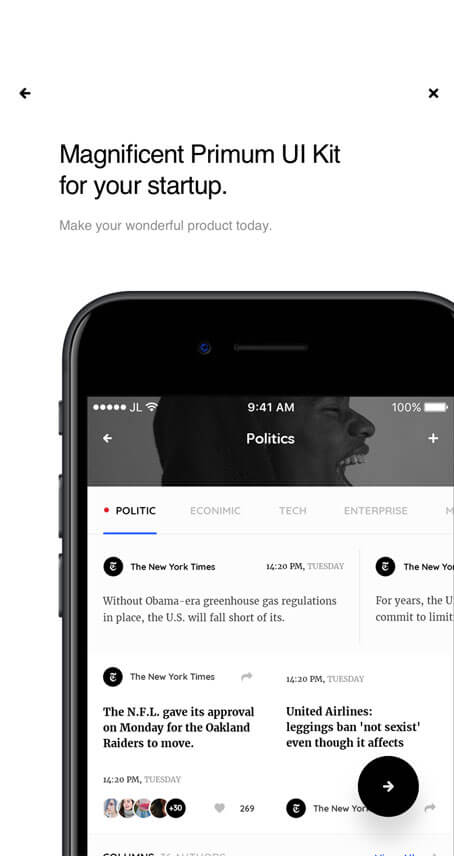 Magnificent Primum UI Kit
for your startup.
Make your wonderful product today.
JL 9:41 AM 100%
Politics
POLITIC ECONIMIC TECH ENTERPRISE
The New York Times 14:20 PM, TUESDAY
Without Obama-era greenhouse gas regulations
in place, the U.S. will fall short of its.
The New Yo
For years, the U
commit to limit
The New York Times
The N.F.L. gave its approval
on Monday for the Oakland
Raiders to move.
14:20 PM, TUESDAY
+30 269
14:20 PM, TUESDAY
United Airlines:
leggings ban 'not sexist'
even though it affects
The New Yor
COLUMNS 36 AUTHORS